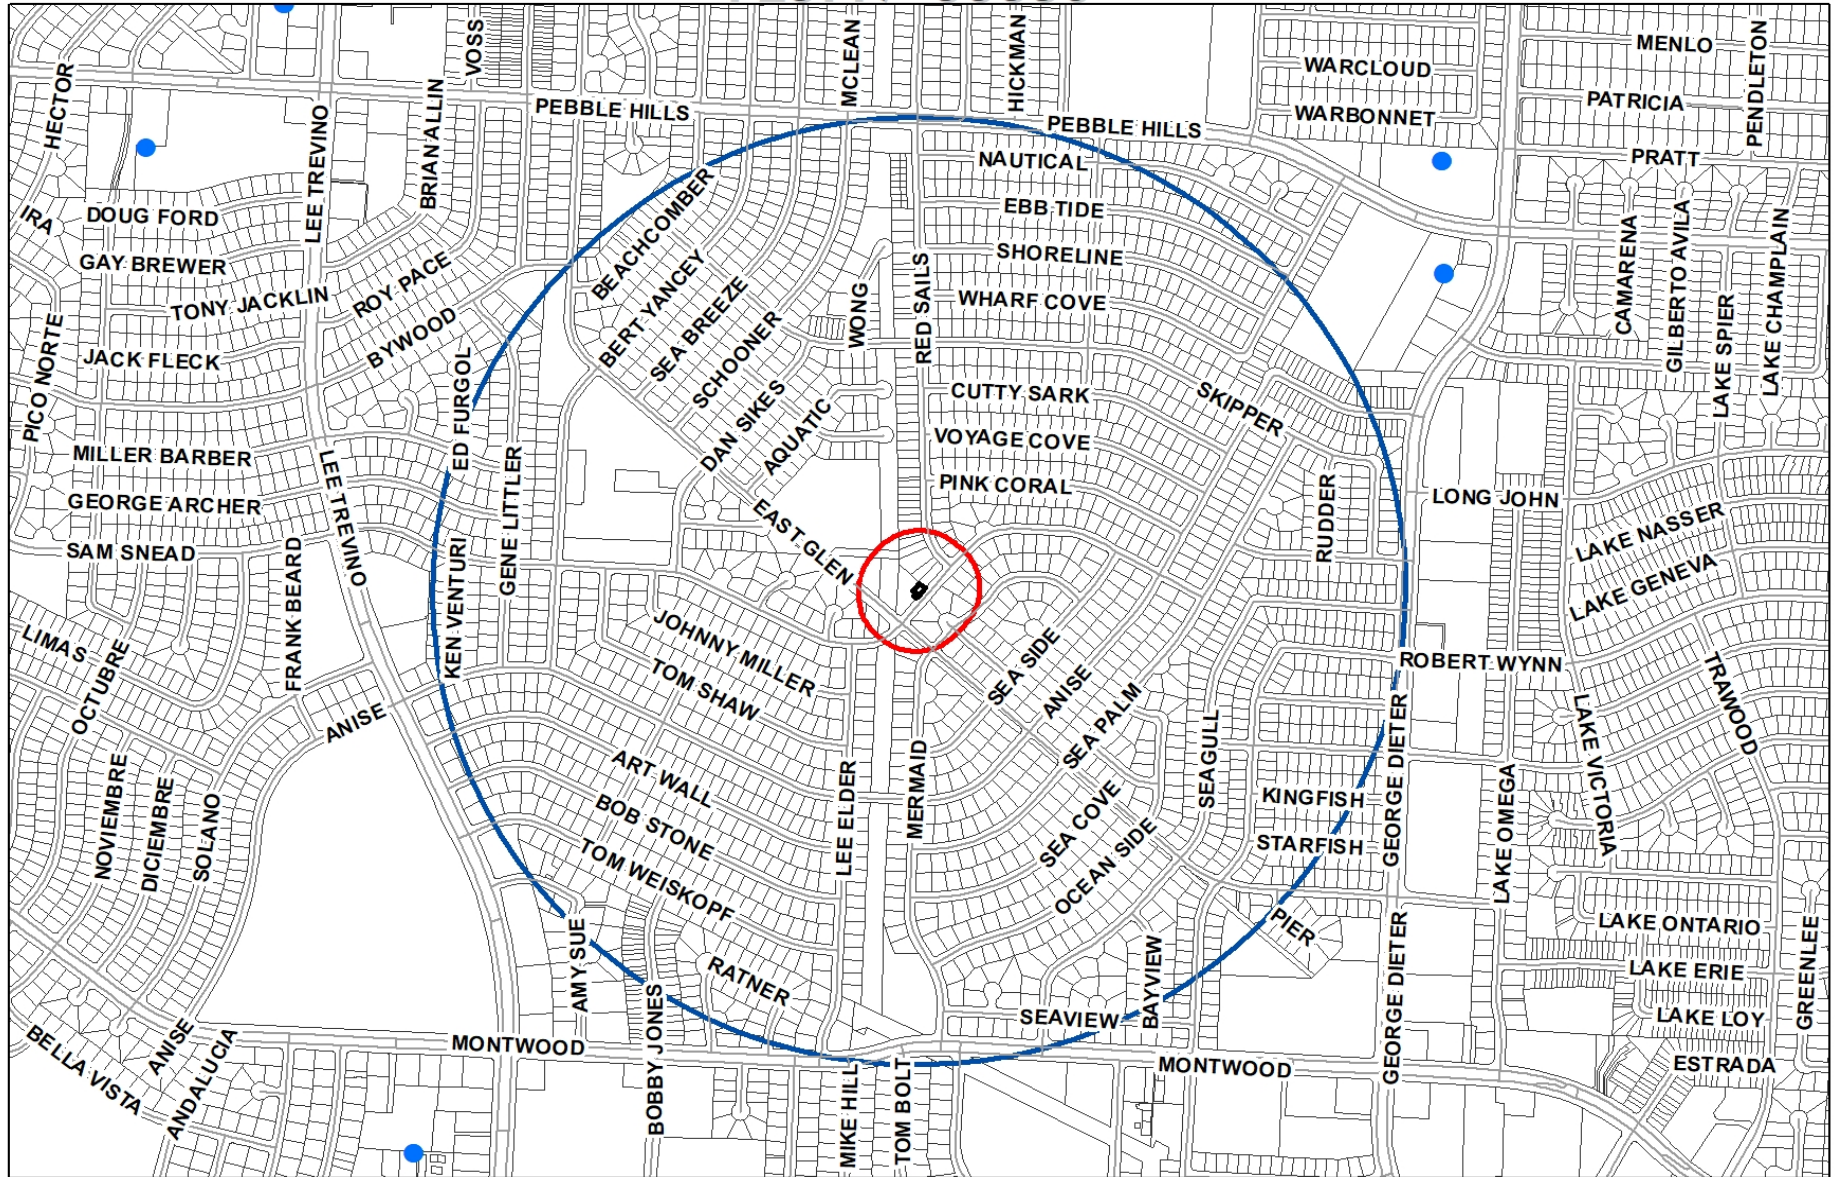 VOSS
MCLEAN
HICKMAN
MENLO
PENDLETON
WARCLOUD
HECTOR
BRIAN ALLIN
PEBBLE HILLS
PATRICIA
WARBONNET
LEE TREVINO
PEBBLE HILLS
NAUTICAL
PRATT
IRA
DOUG FORD
BEACHCOMBER
EBB TIDE
CAMARENA
GILBERTO AVILA
LAKE CHAMPLAIN
GAY BREWER
ROY PACE
BERT YANCEY
RED SAILS
SHORELINE
TONY JACKLIN
SEA BREEZE
WONG
WHARF COVE
LAKE SPIER
PICO NORTE
JACK FLECK
BYWOOD
SCHOONER
ED FURGOL
DAN SIKES
AQUATIC
CUTTY SARK
SKIPPER
MILLER BARBER
VOYAGE COVE
GEORGE ARCHER
LEE TREVINO
GENE LITTLER
PINK CORAL
RUDDER
LONG JOHN
EAST GLEN
LAKE NASSER
SAM SNEAD
FRANK BEARD
KEN VENTURI
LAKE GENEVA
LIMAS
OCTUBRE
JOHNNY MILLER
SEA SIDE
ROBERT WYNN
TOM SHAW
ANISE
SEA PALM
TRAWOOD
ANISE
SEAGULL
GEORGE DIETER
LAKE VICTORIA
NOVIEMBRE
DICIEMBRE
SOLANO
ART WALL
LEE ELDER
MERMAID
SEA COVE
KINGFISH
LAKE OMEGA
BOB STONE
OCEAN SIDE
STARFISH
TOM WEISKOPF
PIER
LAKE ONTARIO
AMY SUE
RATNER
BAYVIEW
GEORGE DIETER
LAKE ERIE
GREENLEE
BOBBY JONES
SEAVIEW
LAKE LOY
BELLA VISTA
ANISE
ANDALUCIA
MONTWOOD
MIKE HILL
TOM BOLT
MONTWOOD
ESTRADA